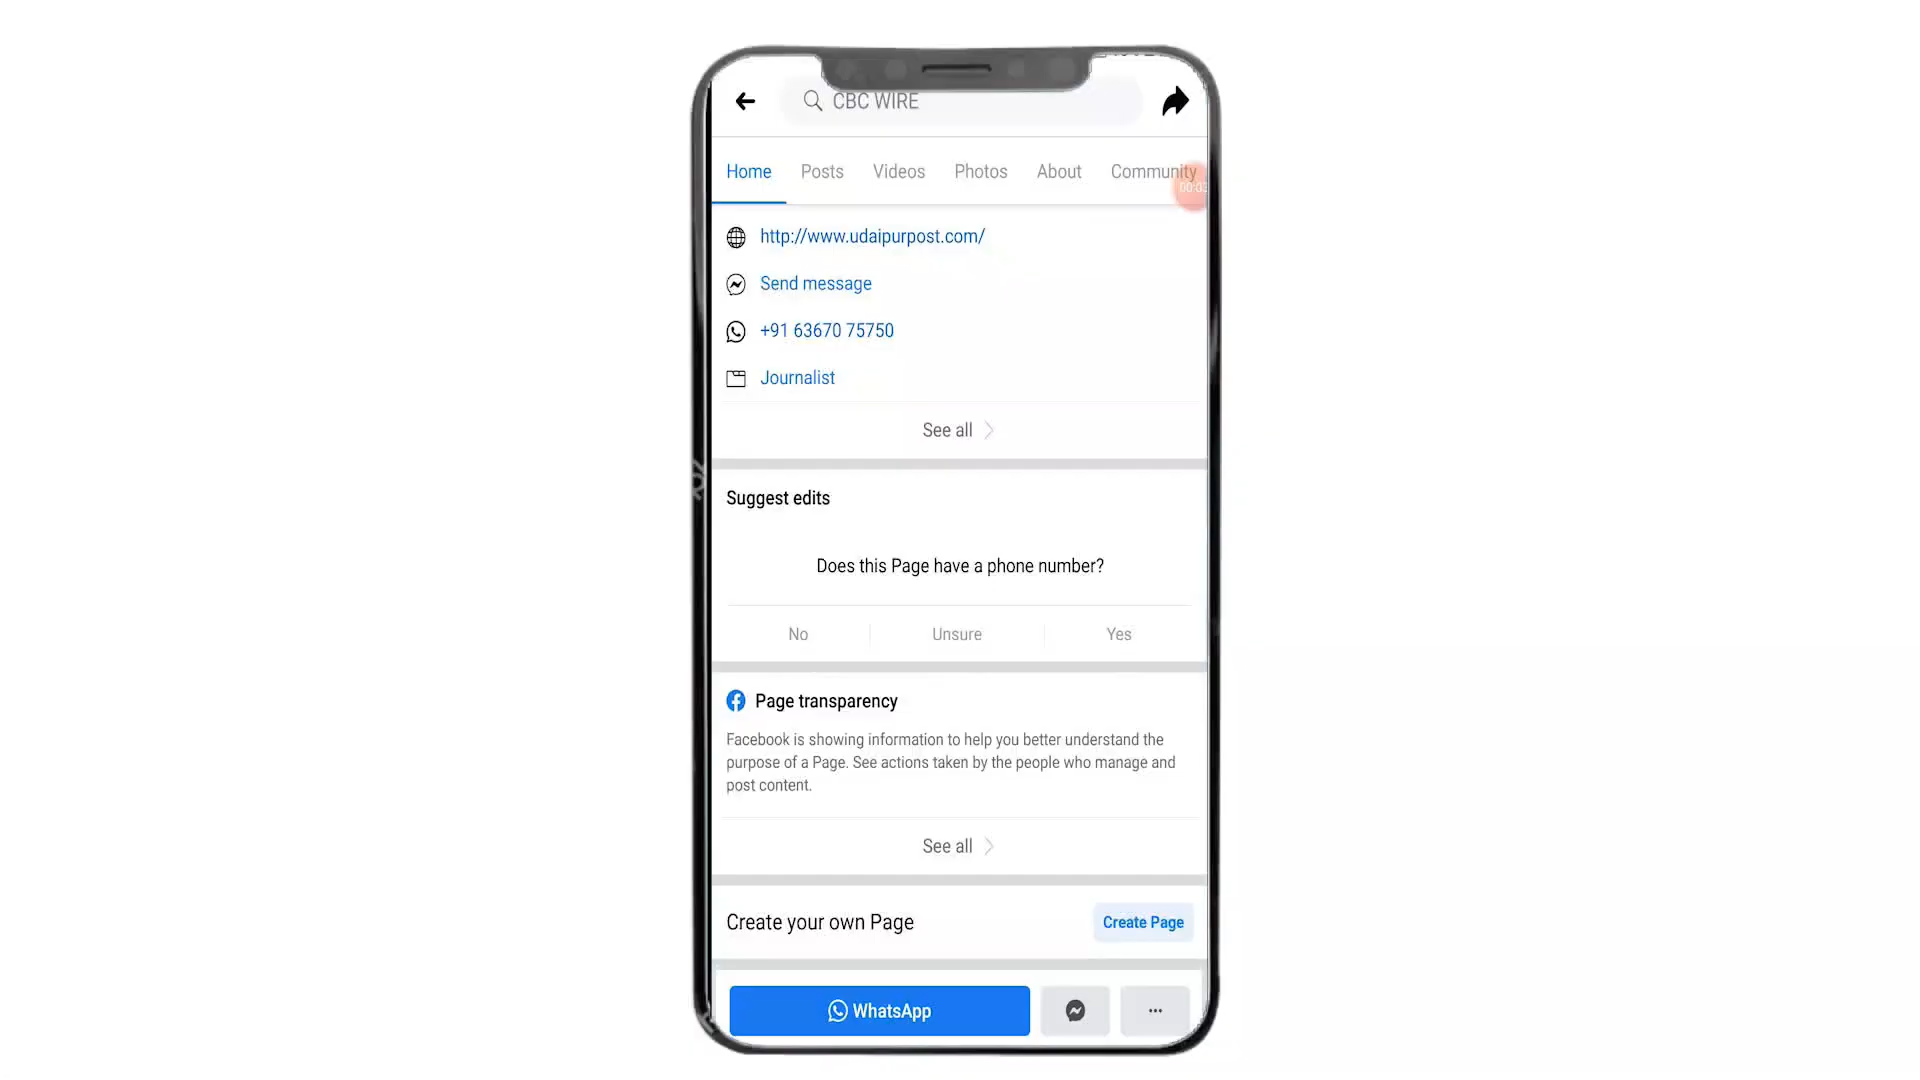 CBC WIRE
Home Posts Videos Photos About Community
00:03
http://www.udaipurpost.com/
Send message
+91 63670 75750
Journalist
See all
Suggest edits
Does this Page have a phone number?
No Unsure Yes
Page transparency
Facebook is showing information to help you better understand the
purpose of a Page. See actions taken by the people who manage and
post content.
See all
Create your own Page Create Page
WhatsApp